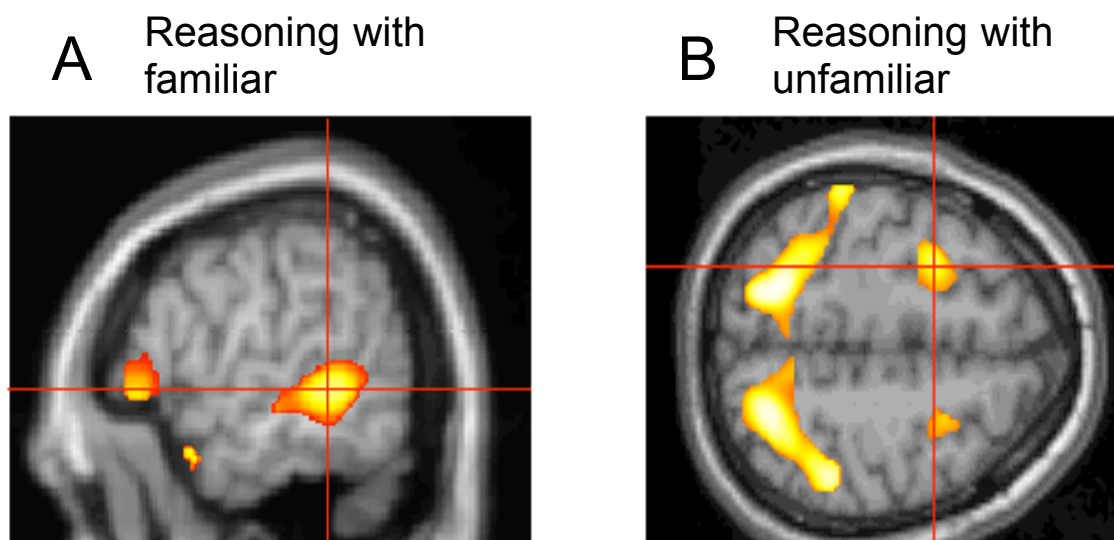 A
Reasoning with
familiar
B
Reasoning with
unfamiliar